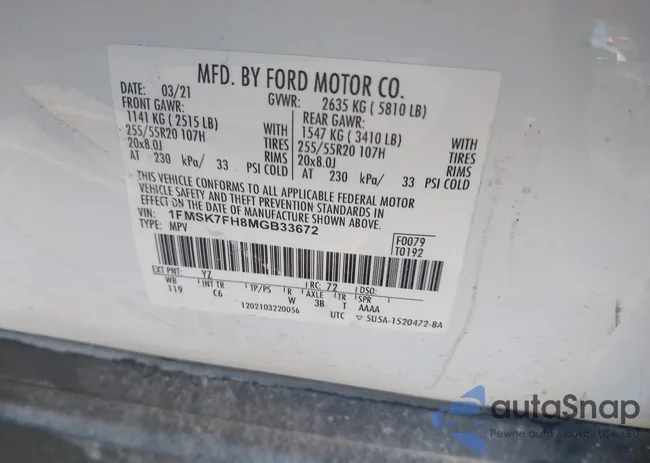 MFD. BY FORD MOTOR CO.
DATE: 03/21 GVWR: 2635 KG ( 5810 LB)
FRONT GAWR: REAR GAWR:
1141 KG ( 2515 LB) WITH 1547 KG ( 3410 LB) WITH
255/55R20 107H TIRES 255/55R20 107H TIRES
20x8.0J RIMS 20x8.0J RIMS
AT 230 kPa/ 33 PSI COLD AT 230 kPa/ 33 PSI COLD
THIS VEHICLE CONFORMS TO ALL APPLICABLE FEDERAL MOTOR
VEHICLE SAFETY AND THEFT PREVENTION STANDARDS IN
EFFECT ON THE DATE OF MANUFACTURE SHOWN ABOVE.
VIN: 1FMSK7FH8MGB33672
TYPE: MPV
F0079
T0192
EXT PNT: YZ RC: 72 DSO:
WB INT TR TP/PS R AXLE TR SPR
119 C6 W 3B T AAAA
1202103220056 UTC ▽ 5U5A-1520472-BA
autoSnap
Pewne auto z aukcji USA - EU